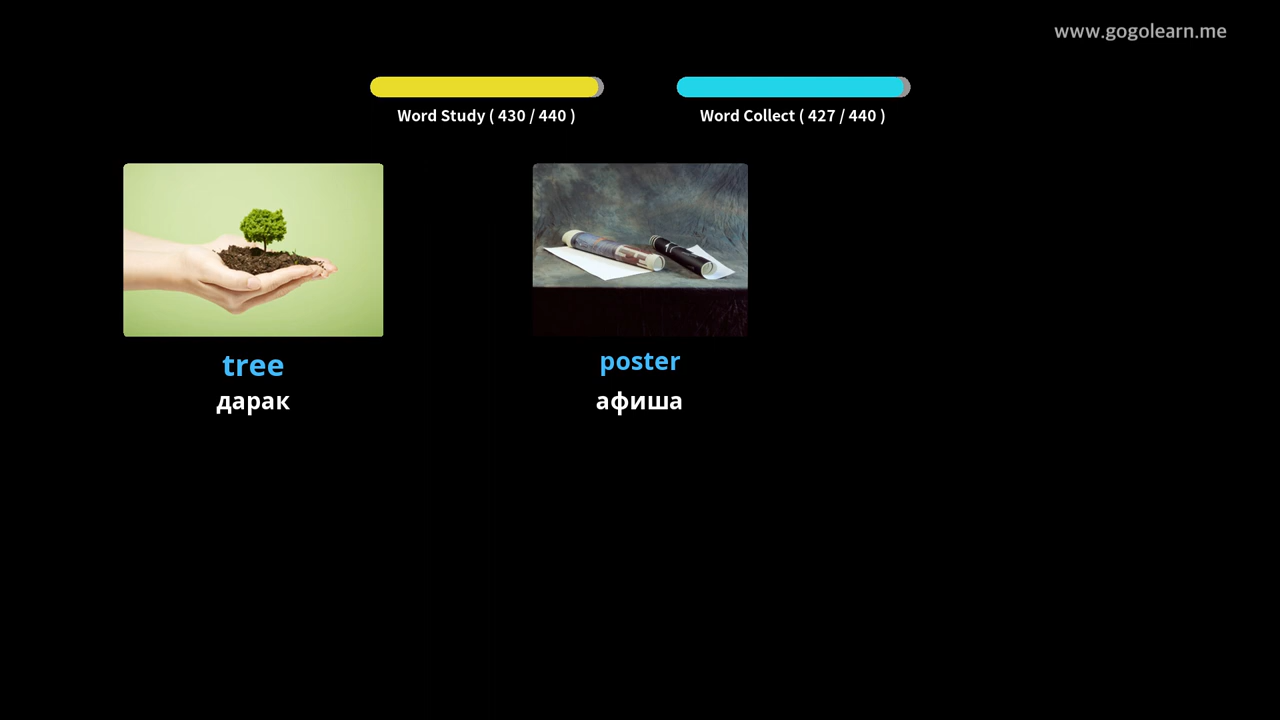 www.gogolearn.me
Word Study ( 430 / 440 )
Word Collect ( 427 / 440 )
tree
дарак
poster
афиша